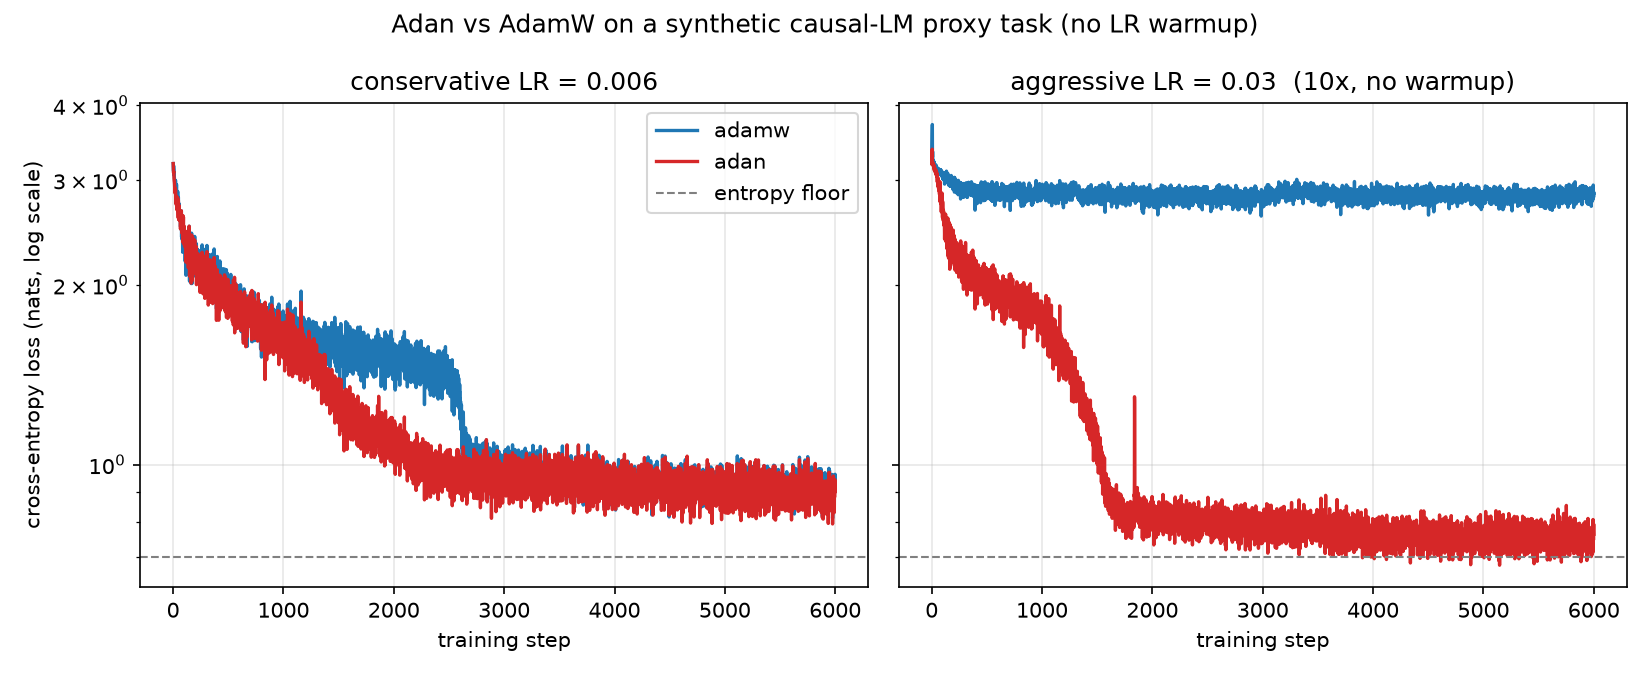 Adan vs AdamW on a synthetic causal-LM proxy task (no LR warmup)
conservative LR = 0.006
cross-entropy loss (nats, log scale)
4 × 10⁰
3 × 10⁰
2 × 10⁰
10⁰
adamw
adan
entropy floor
0 1000 2000 3000 4000 5000 6000
training step
aggressive LR = 0.03 (10x, no warmup)
0 1000 2000 3000 4000 5000 6000
training step